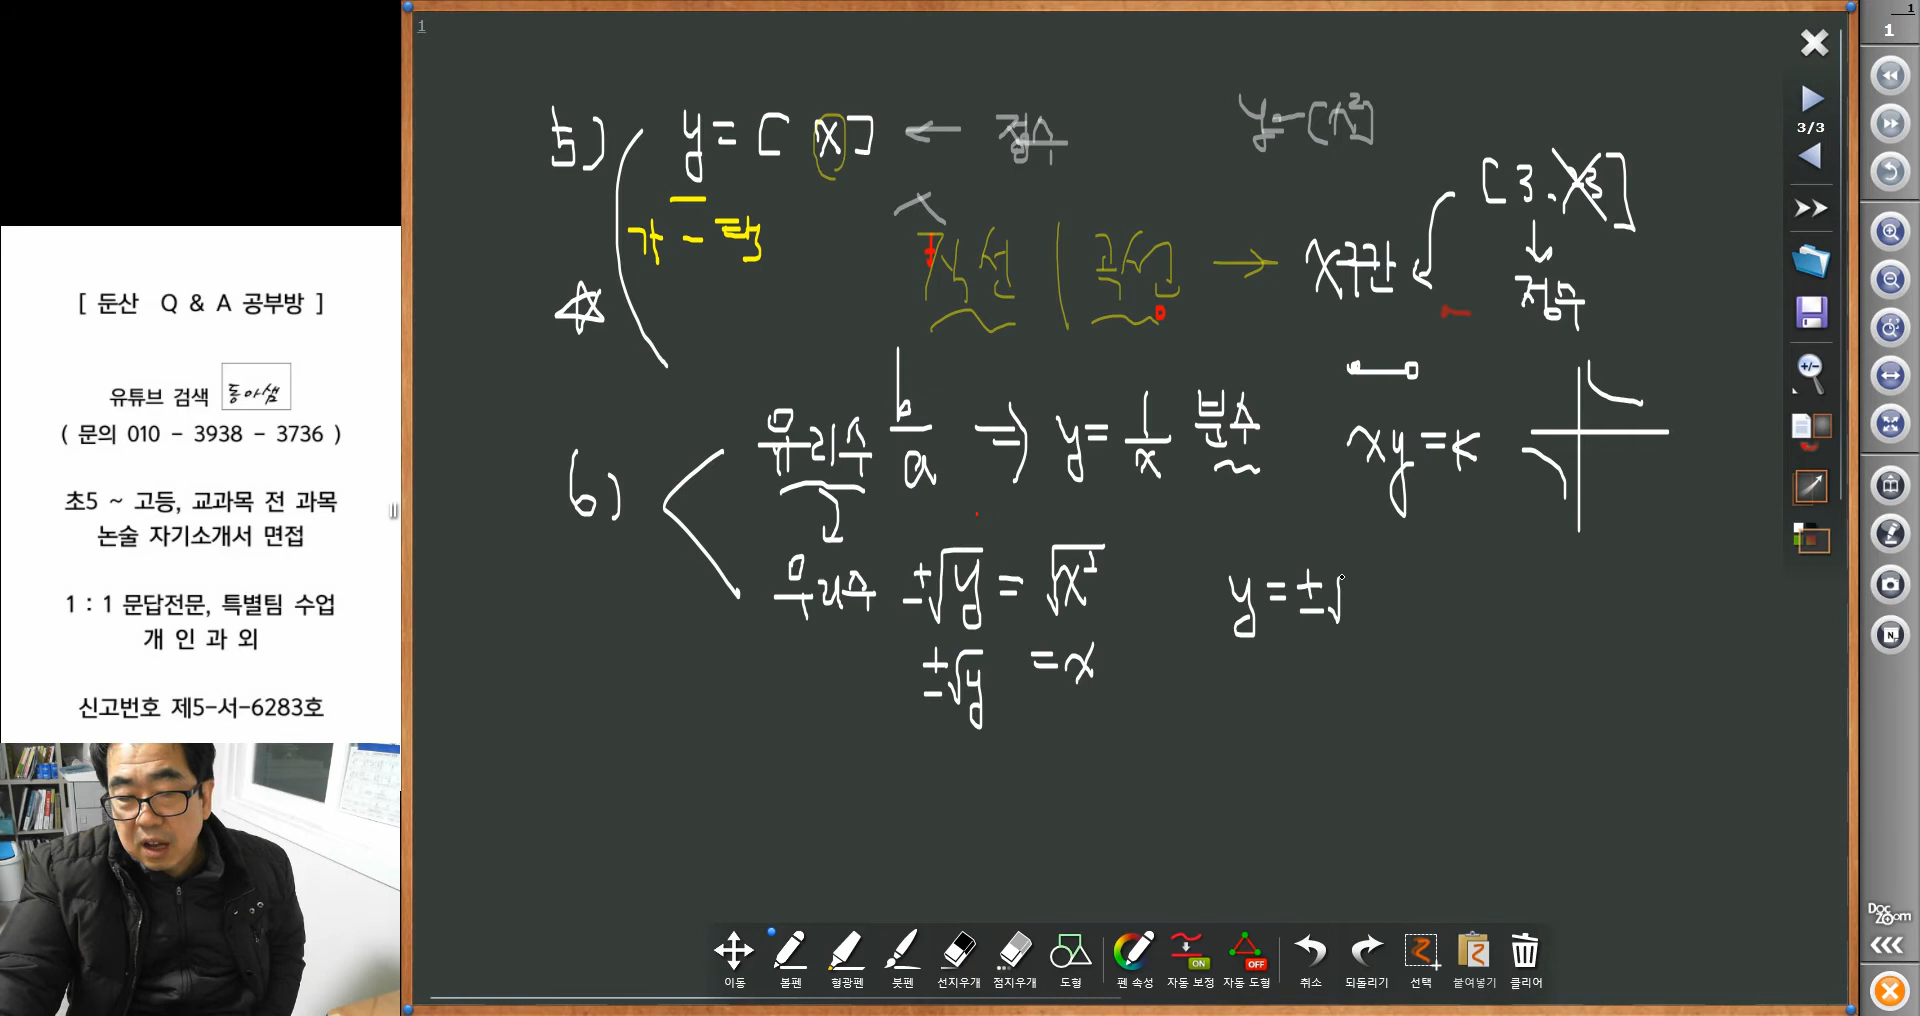 [ 둔산 Q & A 공부방 ]
유튜브 검색 동아샘
( 문의 010 - 3938 - 3736 )
초5 ~ 고등, 교과목 전 과목
논술 자기소개서 면접
1 : 1 문답전문, 특별팀 수업
개 인 과 외
신고번호 제5-서-6283호
1
5) y = [ x ] ← 정수
y = [x²]
가 - 택
직선 | 곡선 → x구간
[ 3. ]
↓
정수
6)
유리수 b/a ⇒ y = 1/x 분수
xy = k
무리수 ±√y = √x²
±√y = x
y = ±√
1
1
3/3
DocZoom
이동
볼펜
형광펜
붓펜
선지우개
점지우개
도형
펜 속성
ON
자동 보정
OFF
자동 도형
취소
되돌리기
선택
붙여넣기
클리어